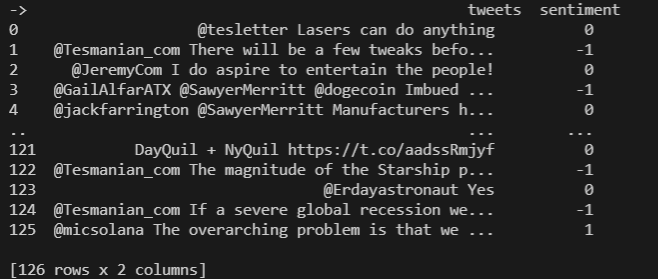 -> tweets sentiment
0 @tesletter Lasers can do anything 0
1 @Tesmanian_com There will be a few tweaks befo... -1
2 @JeremyCom I do aspire to entertain the people! 0
3 @GailAlfarATX @SawyerMerritt @dogecoin Imbued ... -1
4 @jackfarrington @SawyerMerritt Manufacturers h... 0
.. ... ...
121 DayQuil + NyQuil https://t.co/aadssRmjyf 0
122 @Tesmanian_com The magnitude of the Starship p... -1
123 @Erdayastronaut Yes 0
124 @Tesmanian_com If a severe global recession we... -1
125 @micsolana The overarching problem is that we ... 1
[126 rows x 2 columns]